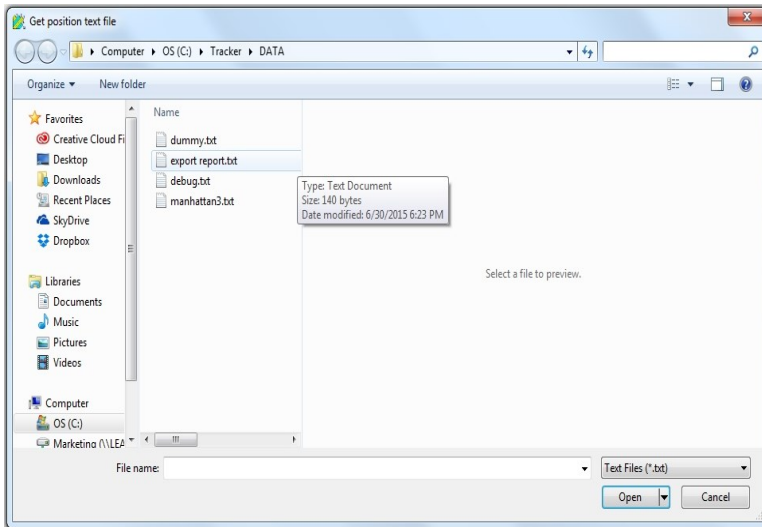 Get position text file
Computer OS (C:) Tracker DATA
Organize New folder
Favorites
Creative Cloud Fi
Desktop
Downloads
Recent Places
SkyDrive
Dropbox
Libraries
Documents
Music
Pictures
Videos
Computer
OS (C:)
Marketing (\\LEA
Name
dummy.txt
export report.txt
debug.txt
manhattan3.txt
Type: Text Document
Size: 140 bytes
Date modified: 6/30/2015 6:23 PM
Select a file to preview.
File name:
Text Files (*.txt)
Open Cancel